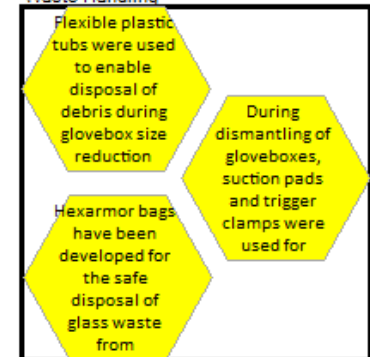 Waste Handling
Flexible plastic
tubs were used
to enable
disposal of
debris during
glovebox size
reduction
During
dismantling of
gloveboxes,
suction pads
and trigger
clamps were
used for
Hexarmor bags
have been
developed for
the safe
disposal of
glass waste
from